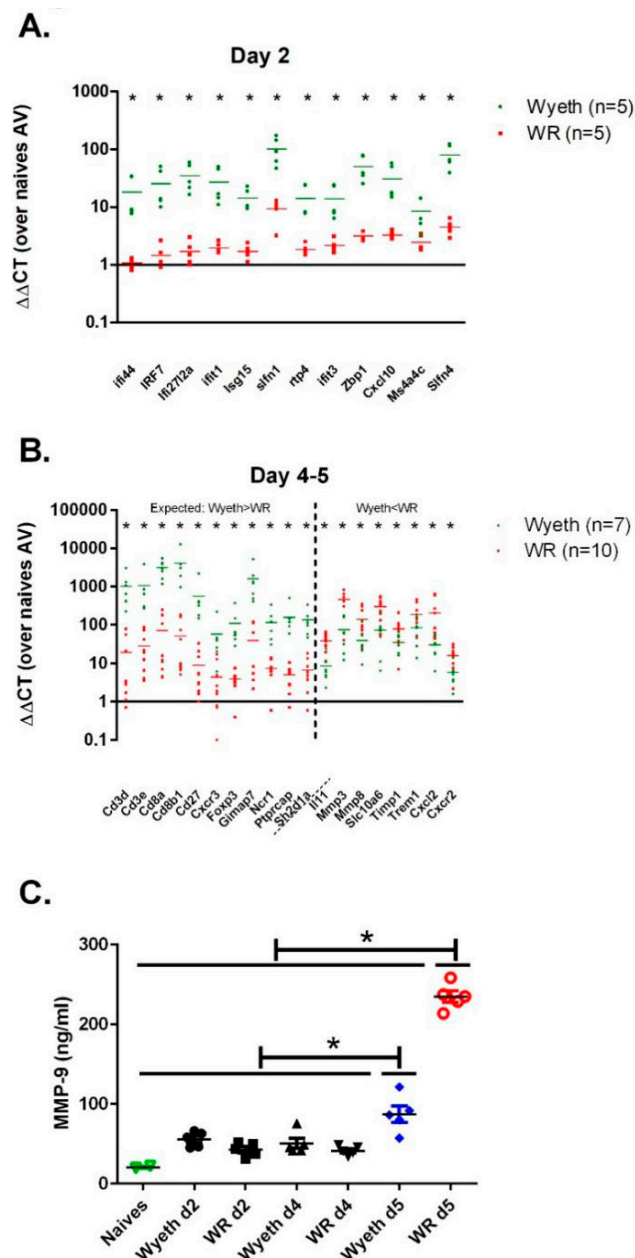 A.
Day 2
1000
100
10
1
0.1
ΔΔCT (over naives AV)
* * * * * * * * * * * *
Wyeth (n=5)
WR (n=5)
ifi44
IRF7
Ifi27l2a
ifit1
Isg15
slfn1
rtp4
ifit3
Zbp1
Cxcl10
Ms4a4c
Slfn4
B.
Day 4-5
100000
10000
1000
100
10
1
0.1
ΔΔCT (over naives AV)
Expected: Wyeth>WR
Wyeth<WR
* * * * * * * * * * * * * * * * * * *
Wyeth (n=7)
WR (n=10)
Cd3d
Cd3e
Cd8a
Cd8b1
Cd27
Cxcr3
Foxp3
Gimap7
Ncr1
Ptprcap
Sh2d1a
Il11
Mmp3
Mmp8
Slc10a6
Timp1
Trem1
Cxcl2
Cxcr2
C.
300
200
100
0
MMP-9 (ng/ml)
*
*
Naives
Wyeth d2
WR d2
Wyeth d4
WR d4
Wyeth d5
WR d5